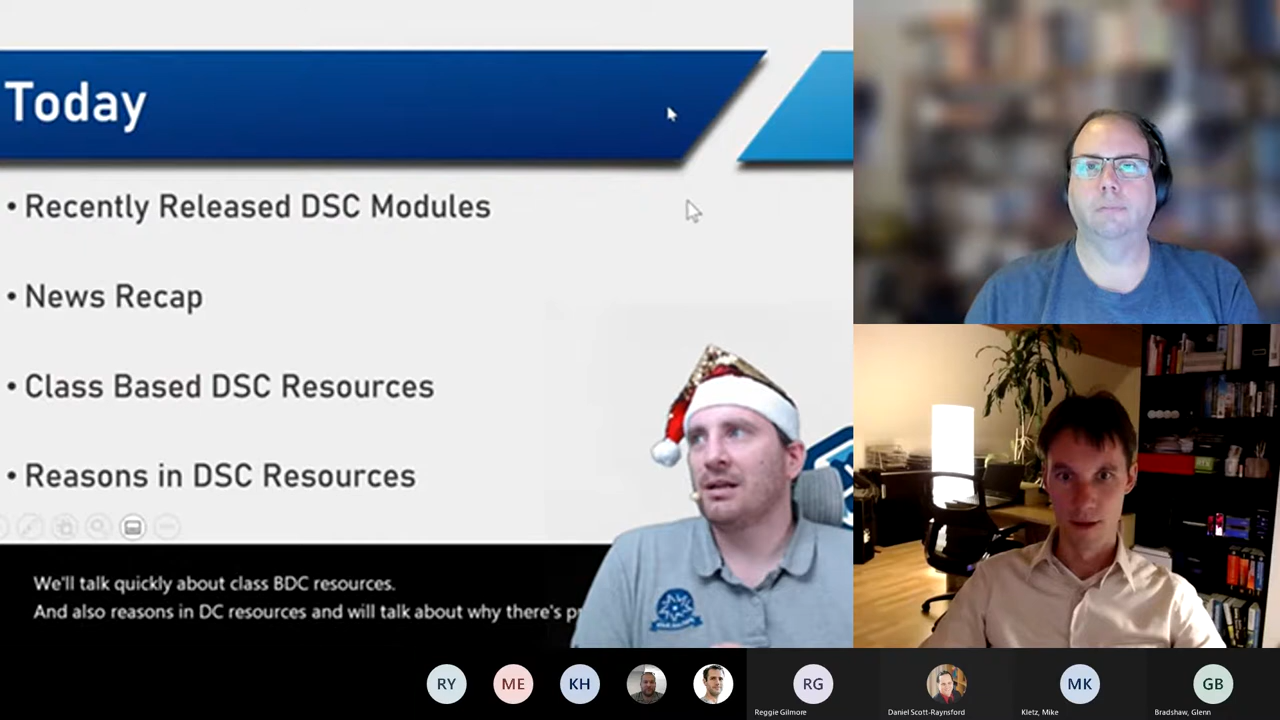 Today
• Recently Released DSC Modules
• News Recap
• Class Based DSC Resources
• Reasons in DSC Resources
We'll talk quickly about class BDC resources.
And also reasons in DC resources and will talk about why there's
RY
ME
KH
RG
MK
GB
Reggie Gilmore
Daniel Scott-Raynsford
Kletz, Mike
Bradshaw, Glenn